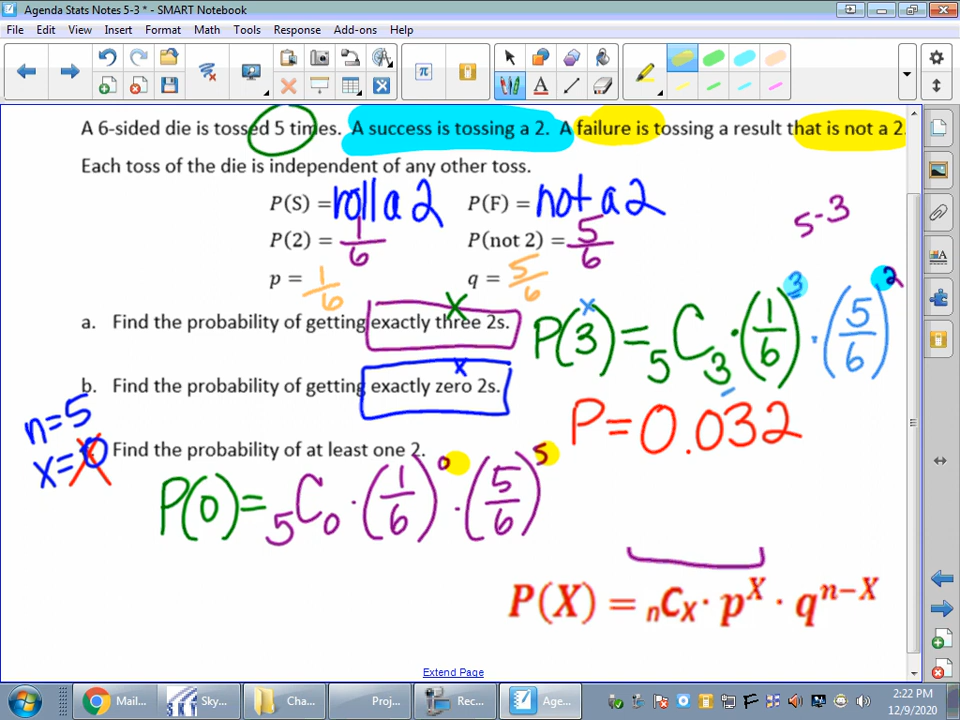 Agenda Stats Notes 5-3 * - SMART Notebook
File Edit View Insert Format Math Tools Response Add-ons Help
A 6-sided die is tossed 5 times. A success is tossing a 2. A failure is tossing a result that is not a 2.
Each toss of the die is independent of any other toss.
P(S) = roll a 2 P(F) = not a 2
P(2) = 1/6 P(not 2) = 5/6
5-3
p = 1/6 q = 5/6
a. Find the probability of getting exactly three 2s.
x
P(3) = ₅C₃ · (1/6)³ · (5/6)²
x
b. Find the probability of getting exactly zero 2s.
x
P = 0.032
n=5
x=0
Find the probability of at least one 2.
P(0) = ₅C₀ · (1/6)⁰ · (5/6)⁵
P(X) = ₙCₓ · p^X · q^{n−X}
Extend Page
Mail... Sky... Cha... Proj... Rec... Age...
2:22 PM
12/9/2020